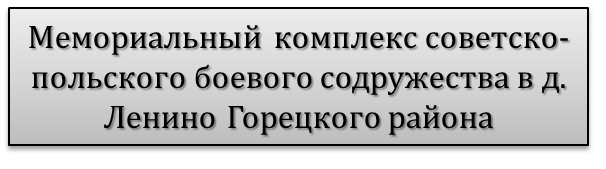 Мемориальный комплекс советско-
польского боевого содружества в д.
Ленино Горецкого района